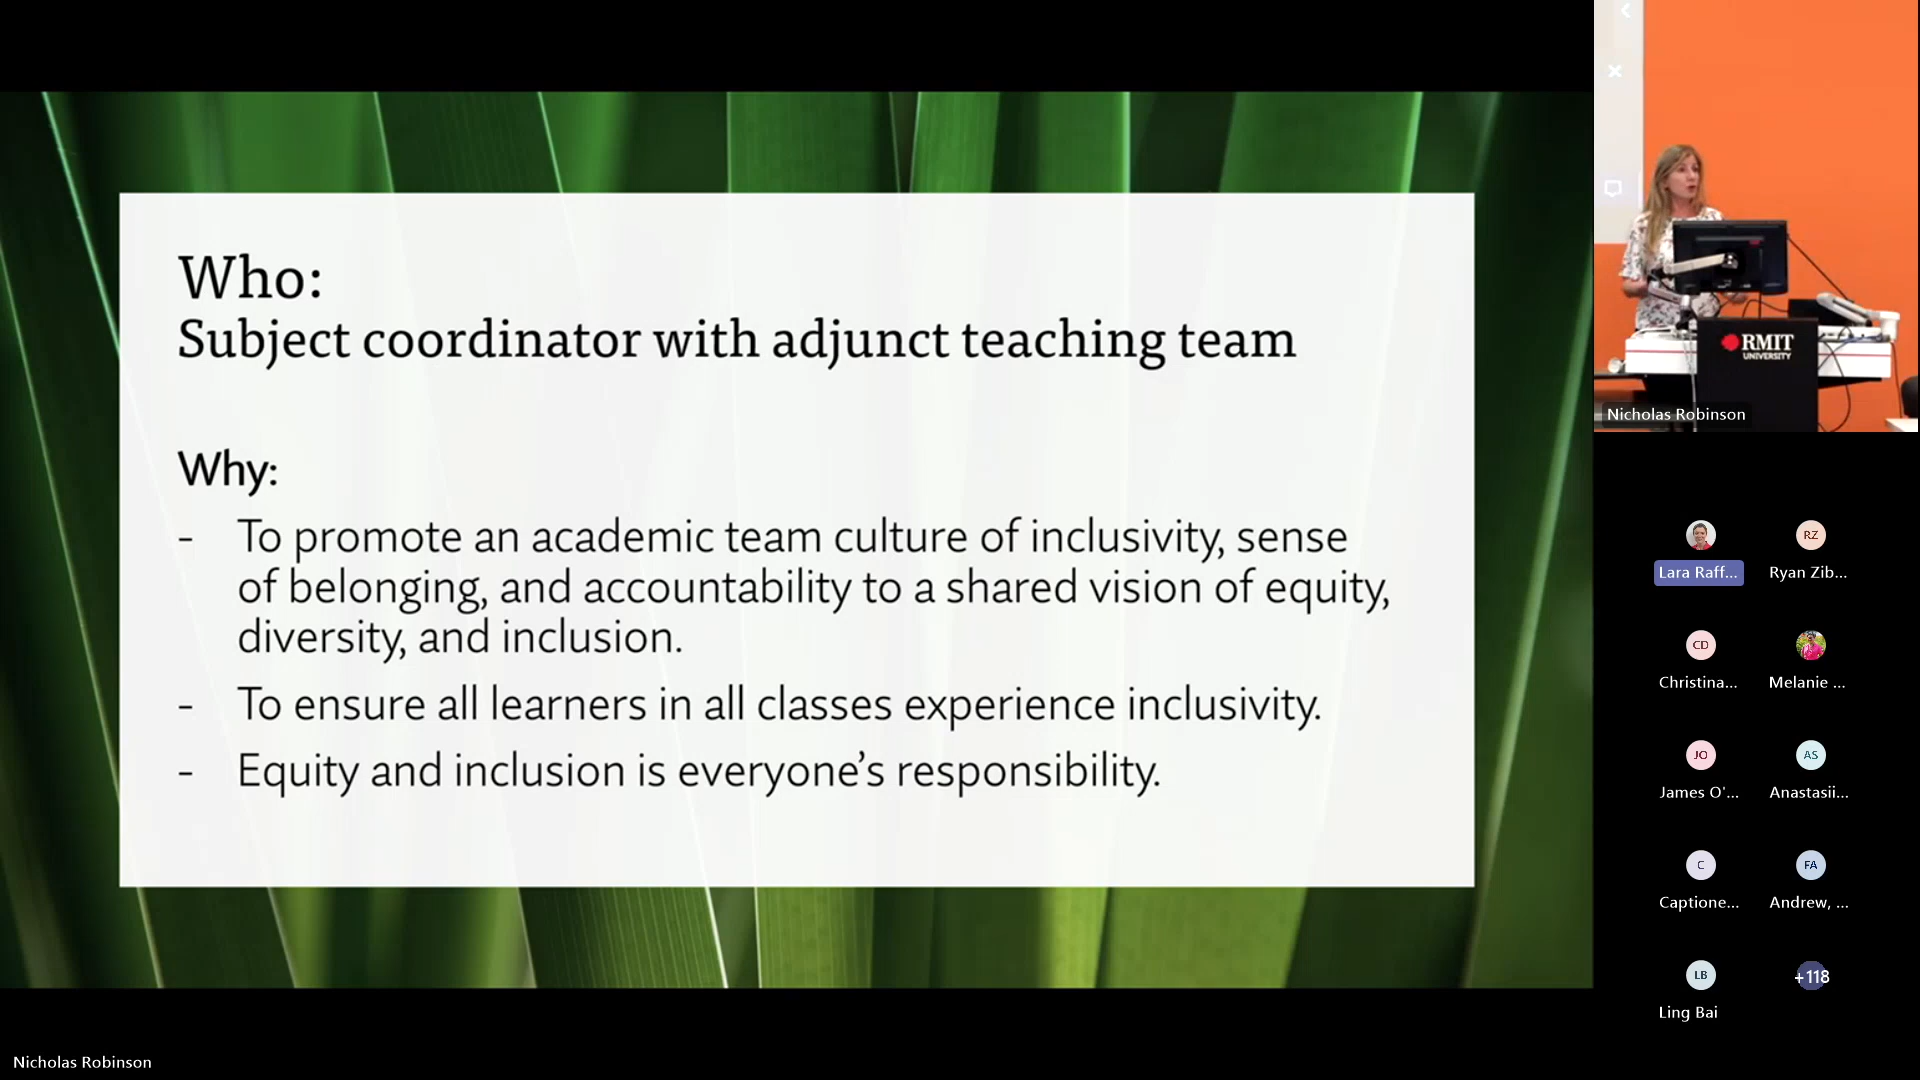 Who:
Subject coordinator with adjunct teaching team
Why:
- To promote an academic team culture of inclusivity, sense
of belonging, and accountability to a shared vision of equity,
diversity, and inclusion.
- To ensure all learners in all classes experience inclusivity.
- Equity and inclusion is everyone’s responsibility.
RMIT
UNIVERSITY
Nicholas Robinson
Lara Raff...
RZ
Ryan Zib...
CD
Christina...
Melanie ...
JO
James O'...
AS
Anastasii...
C
Captione...
FA
Andrew, ...
LB
Ling Bai
+118
Nicholas Robinson